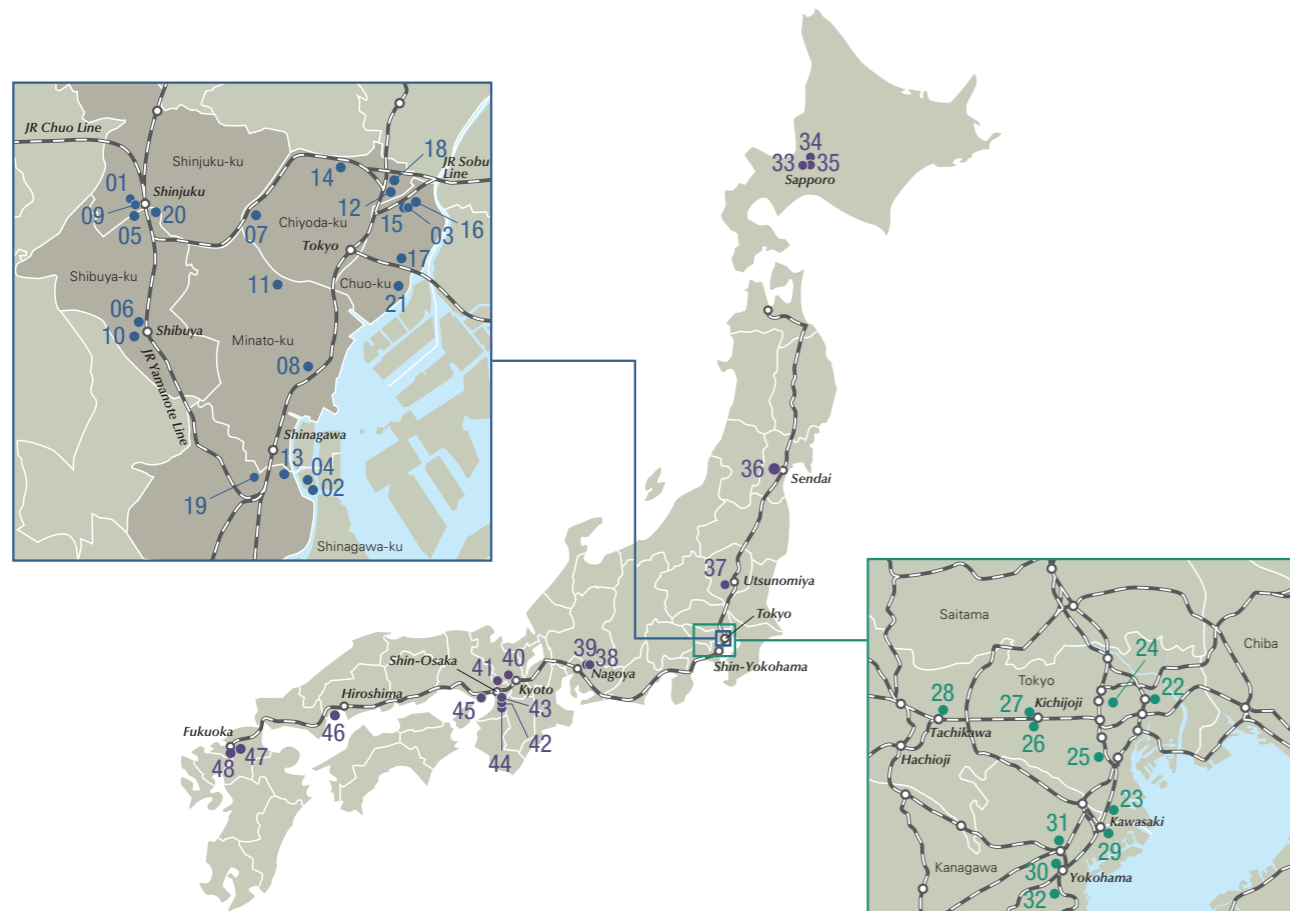 JR Chuo Line
Shinjuku-ku
01
Shinjuku
09
05
20
07
14
18
JR Sobu
Line
12
Chiyoda-ku
15
03
16
Tokyo
17
Shibuya-ku
11
Chuo-ku
21
06
10
Shibuya
Minato-ku
JR Yamanote Line
08
Shinagawa
13
04
02
19
Shinagawa-ku
34
33
35
Sapporo
36
Sendai
37
Utsunomiya
Tokyo
Shin-Yokohama
39
38
Nagoya
40
41
Shin-Osaka
Kyoto
43
45
42
44
Hiroshima
46
Fukuoka
47
48
Saitama
Chiba
24
Tokyo
28
27
Kichijoji
22
Tachikawa
26
Hachioji
25
23
Kawasaki
31
29
Kanagawa
30
Yokohama
32